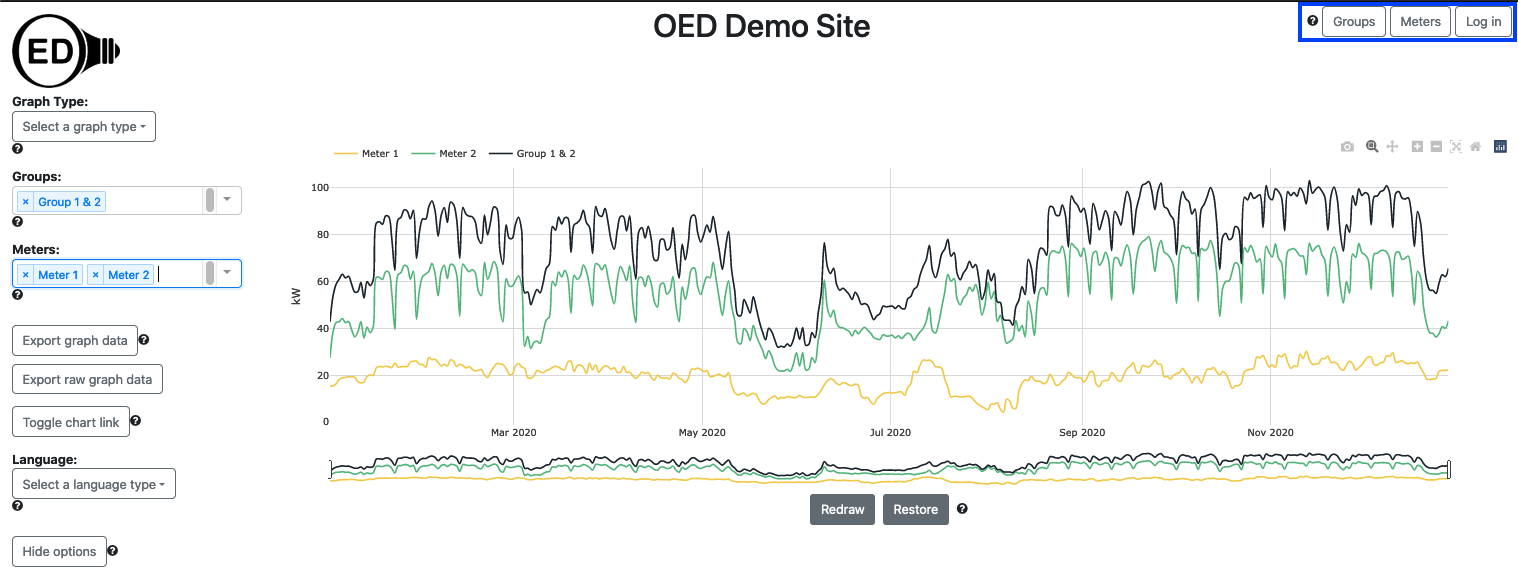 OED Demo Site
? Groups Meters Log in
ED
Graph Type:
Select a graph type
?
Groups:
× Group 1 & 2
?
Meters:
× Meter 1 × Meter 2
?
Export graph data ?
Export raw graph data
Toggle chart link ?
Language:
Select a language type
?
Hide options ?
Meter 1 Meter 2 Group 1 & 2
kW
100
80
60
40
20
0
Mar 2020 May 2020 Jul 2020 Sep 2020 Nov 2020
Redraw Restore ?